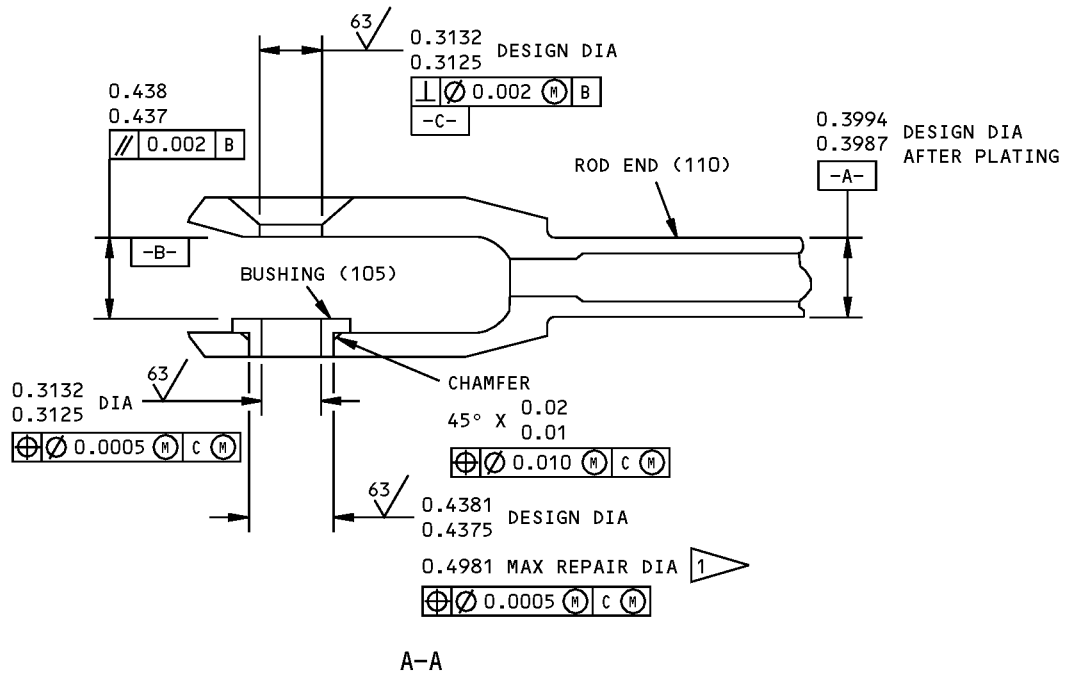 63
0.3132
0.3125
DESIGN DIA
⊥ ⌀ 0.002 Ⓜ B
-C-
0.438
0.437
// 0.002 B
0.3994
0.3987
DESIGN DIA
AFTER PLATING
-A-
ROD END (110)
-B-
BUSHING (105)
63
0.3132
0.3125
DIA
⌖ ⌀ 0.0005 Ⓜ C Ⓜ
CHAMFER
45° X
0.02
0.01
⌖ ⌀ 0.010 Ⓜ C Ⓜ
63
0.4381
0.4375
DESIGN DIA
0.4981 MAX REPAIR DIA 1
⌖ ⌀ 0.0005 Ⓜ C Ⓜ
A-A